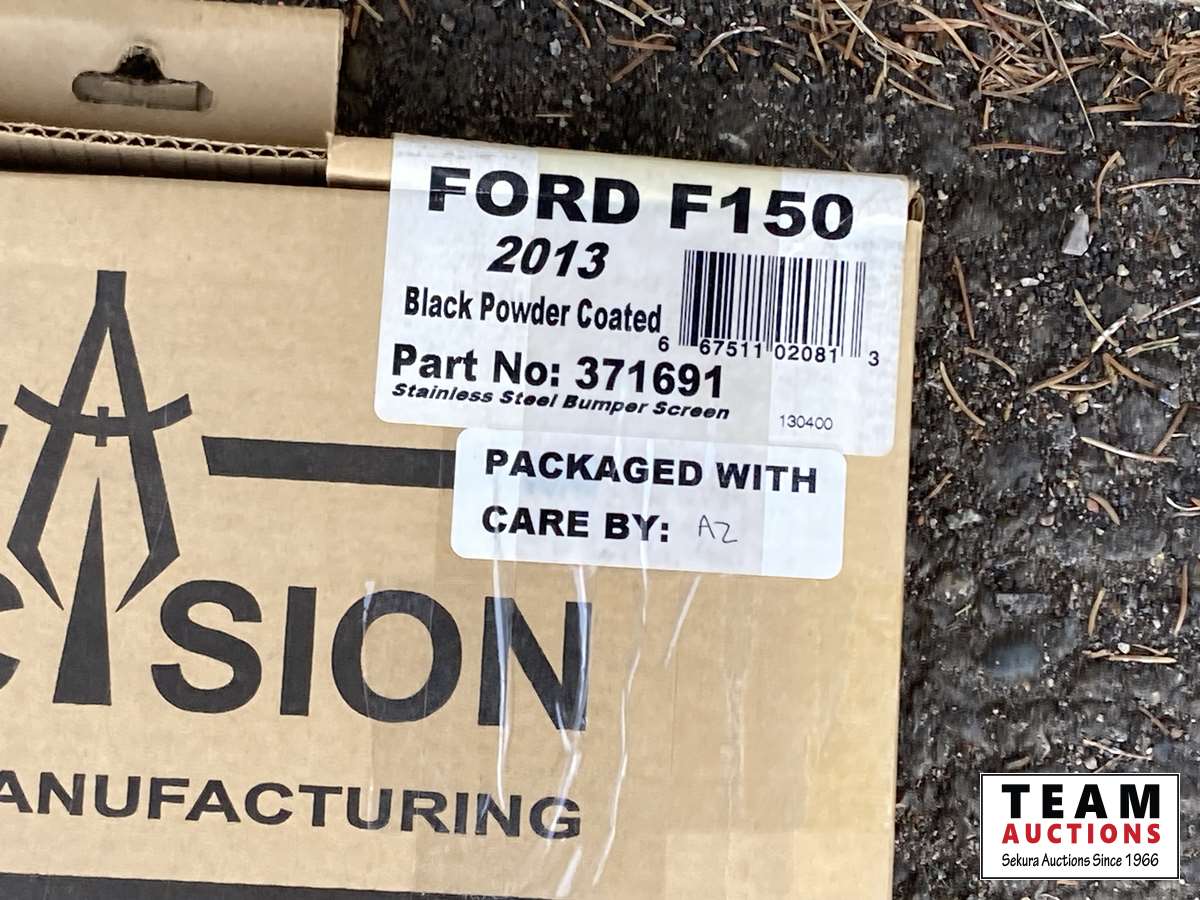 FORD F150
2013
Black Powder Coated
6 67511 02081 3
Part No: 371691
Stainless Steel Bumper Screen
130400
PACKAGED WITH
CARE BY: AZ
CISION
ANUFACTURING
TEAM
AUCTIONS
Sekura Auctions Since 1966